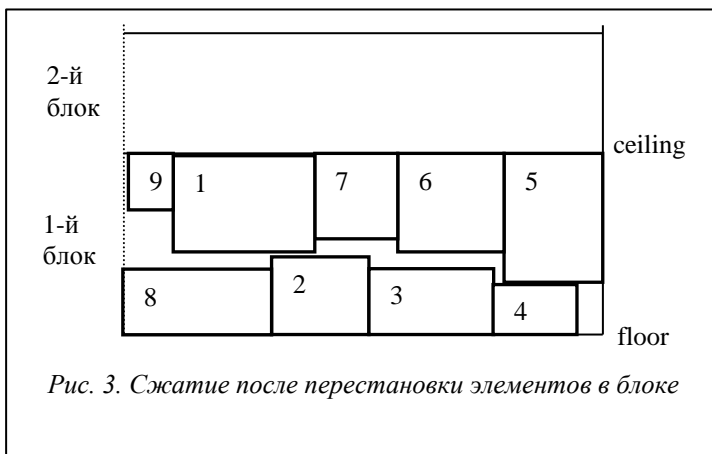 2-й
блок
ceiling
9 1 7 6 5
1-й
блок
8 2 3 4
floor
Рис. 3. Сжатие после перестановки элементов в блоке